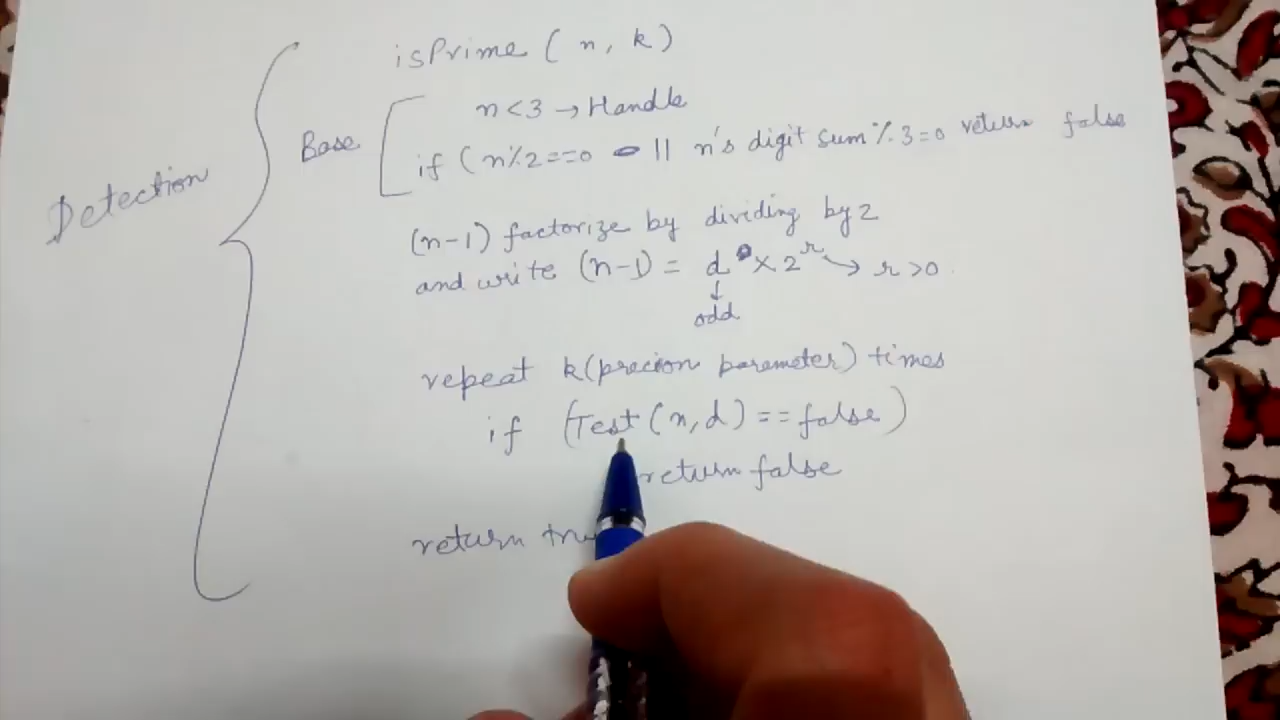 isPrime ( n, k )
n<3 → Handle
Base
if ( n%2==0 || n's digit sum % 3=0 return false
Detection
(n-1) factorize by dividing by 2
and write (n-1) = d × 2^r → r >0
odd
repeat k(precion parameter) times
if (Test (n, d) == false)
return false
return